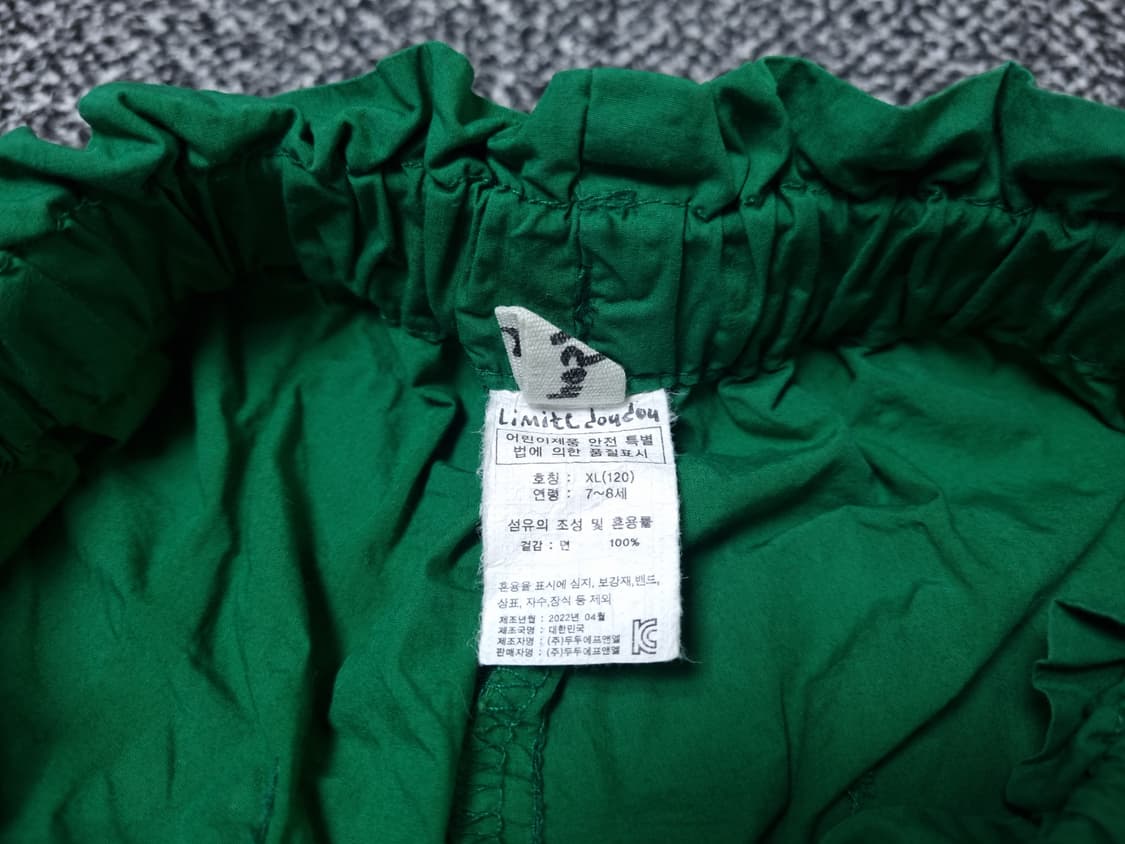 Limite doudou
어린이제품 안전 특별
법에 의한 품질표시
호칭 : XL(120)
연령 : 7~8세
섬유의 조성 및 혼용률
겉감 : 면 100%
혼용율 표시에 심지, 보강재,밴드,
상표, 자수,장식 등 제외
제조년월 : 2022년 04월
제조국명 : 대한민국
제조자명 : (주)두두에프앤엘
판매자명 : (주)두두에프앤엘
KC